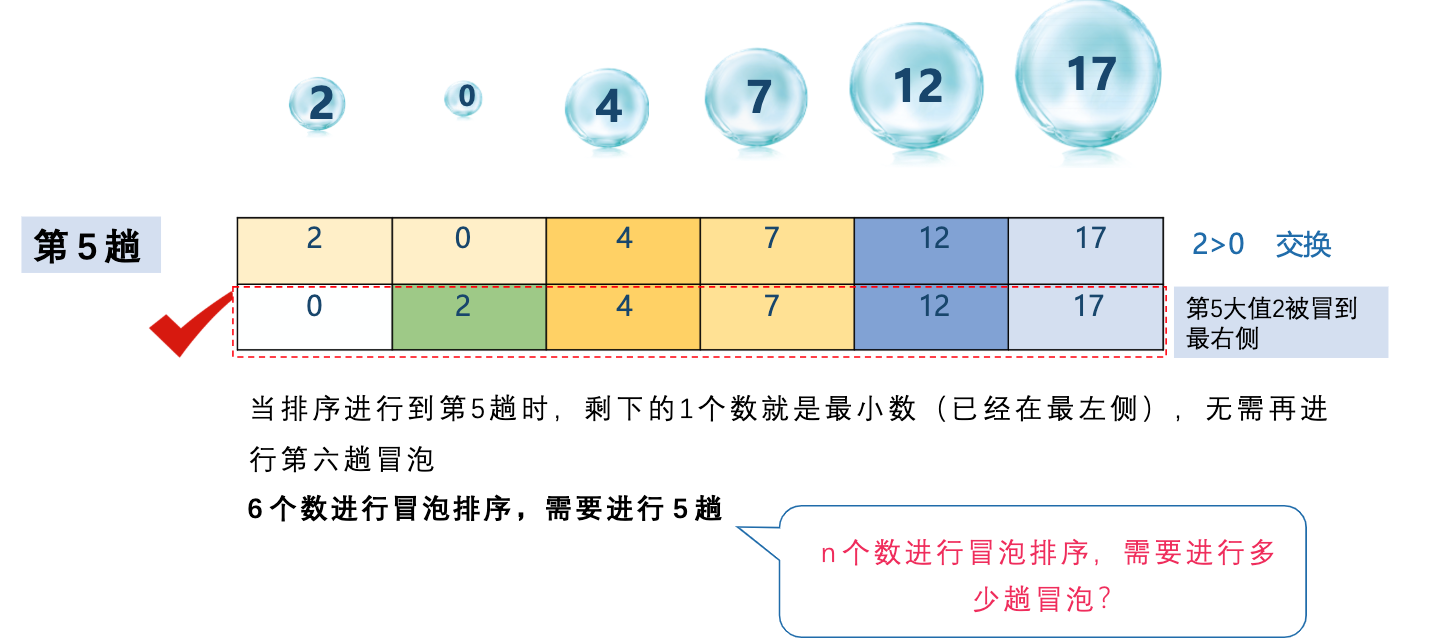 2 0 4 7 12 17
第5趟
2 0 4 7 12 17 2>0 交换
0 2 4 7 12 17
第5大值2被冒到
最右侧
当排序进行到第5趟时，剩下的1个数就是最小数（已经在最左侧），无需再进
行第六趟冒泡
6个数进行冒泡排序，需要进行5趟
n个数进行冒泡排序，需要进行多
少趟冒泡？